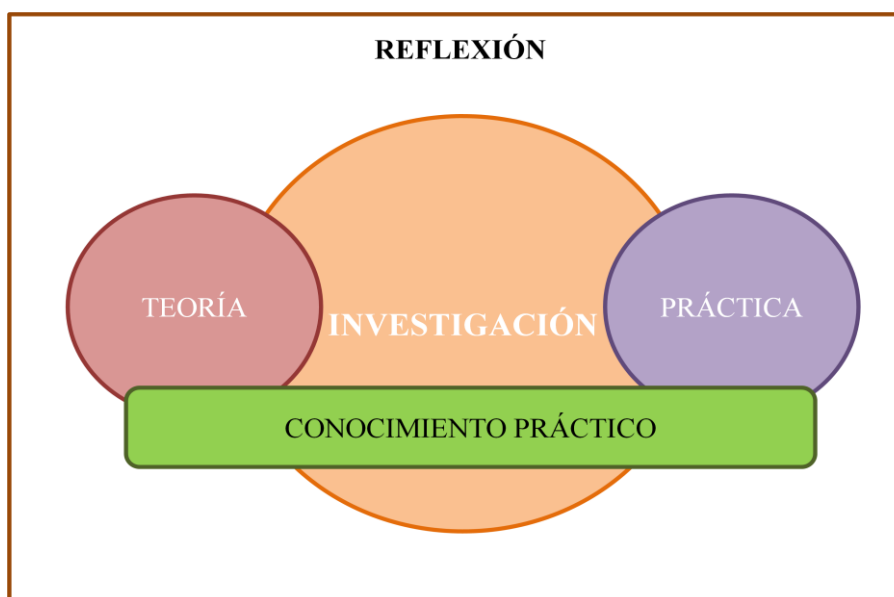 REFLEXIÓN
TEORÍA
INVESTIGACIÓN
PRÁCTICA
CONOCIMIENTO PRÁCTICO